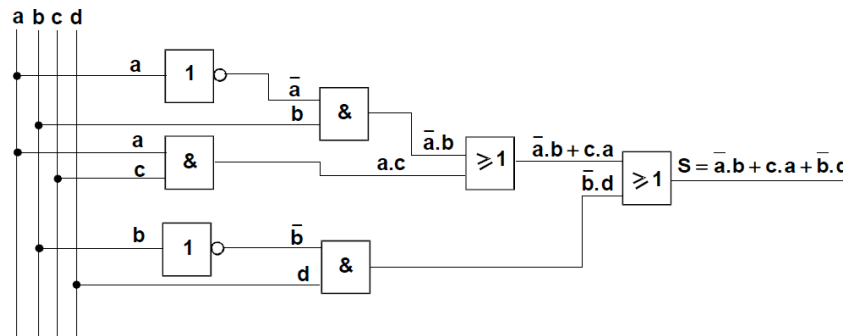 a b c d
a 1 ā
b &
a & a.c
c
ā.b ≥1 ā.b + c.a
b̄.d ≥1 S = ā.b + c.a + b̄.d
b 1 b̄
d &